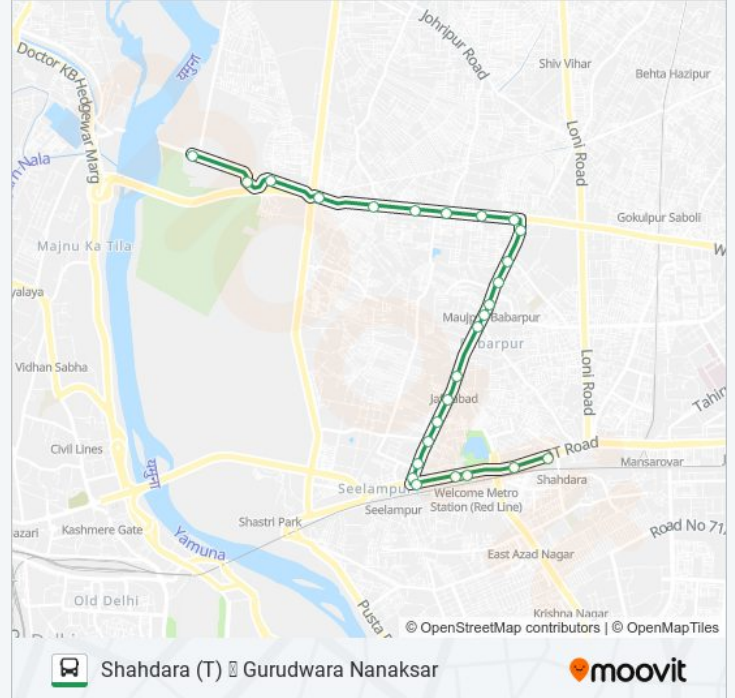 Johripur Road
Shiv Vihar
Behta Hazipur
Doctor KB Hedgewar Marg
यमुना
Loni Road
Nala
Gokulpur Saboli
Majnu Ka Tila
Maujpur Babarpur
Babarpur
Vidhan Sabha
Loni Road
Jafrabad
Civil Lines
GT Road
Mansarovar
यमुना
Seelampur
Shahdara
Welcome Metro
Station (Red Line)
Shastri Park
Seelampur
Kashmere Gate
Yamuna
Road No 71
East Azad Nagar
Old Delhi
Krishna Nagar
Pusta
© OpenStreetMap contributors | © OpenMapTiles
Shahdara (T) Gurudwara Nanaksar
moovit